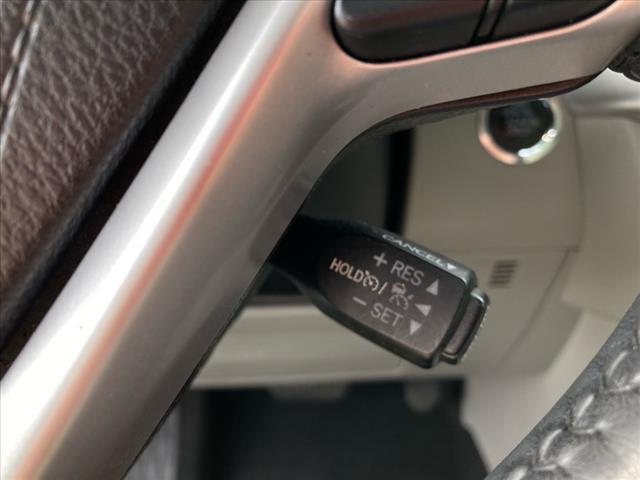 CANCEL
+ RES
HOLD /
− SET